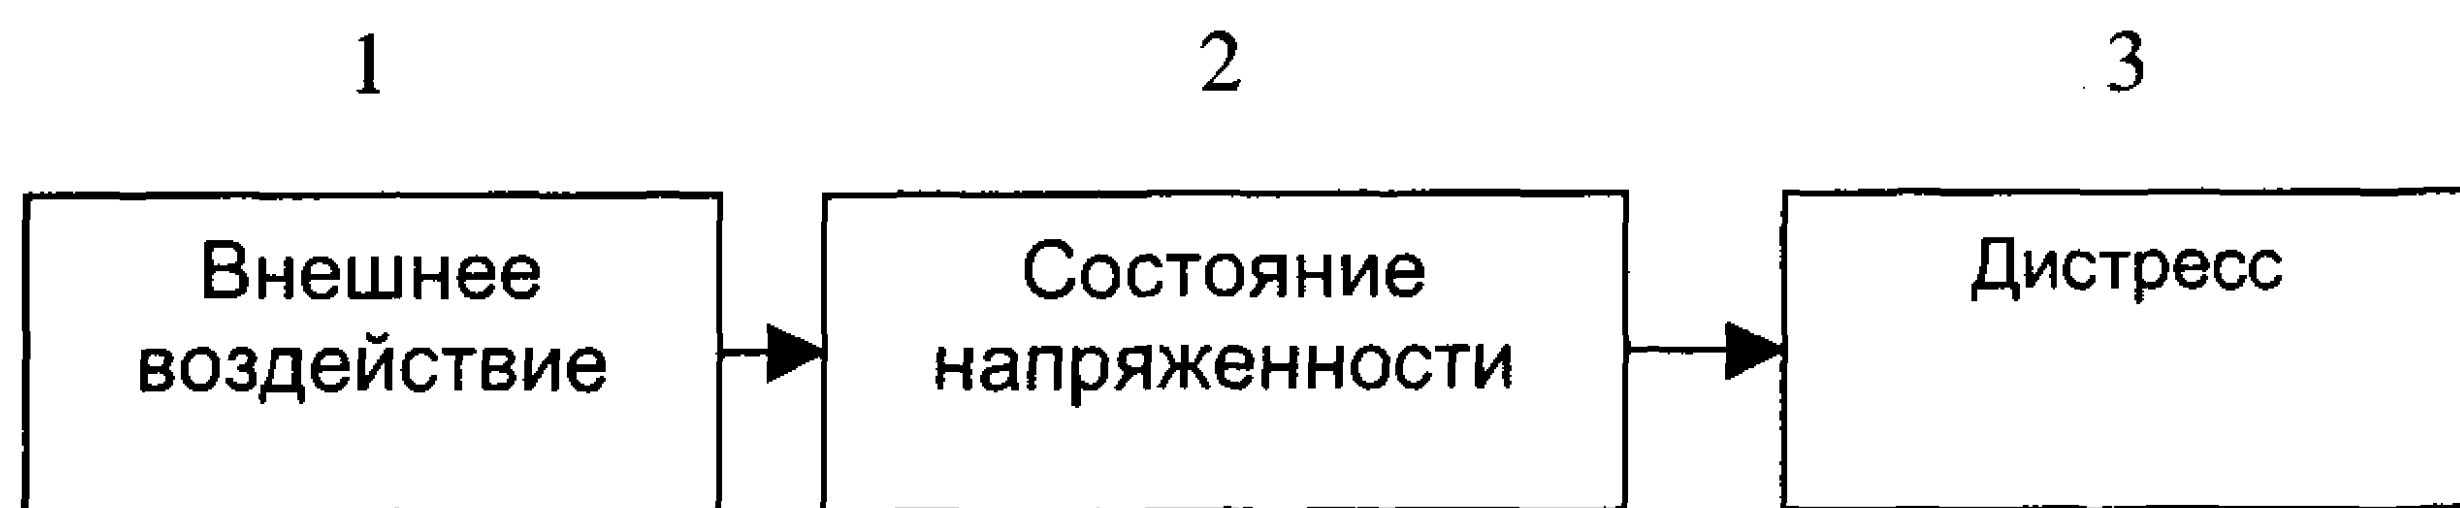 1 2 3
Внешнее воздействие
Состояние напряженности
Дистресс